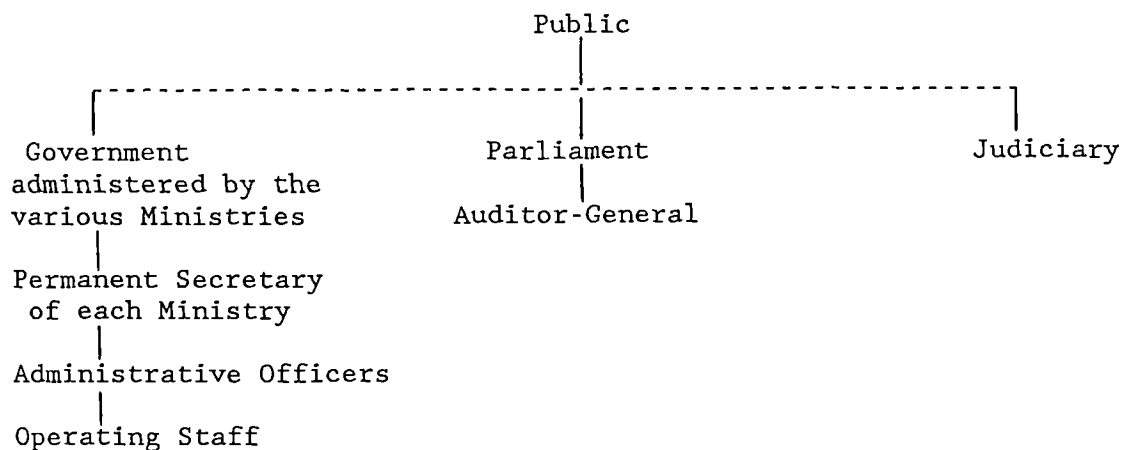 Public
Government
administered by the
various Ministries
Parliament
Judiciary
Auditor-General
Permanent Secretary
of each Ministry
Administrative Officers
Operating Staff